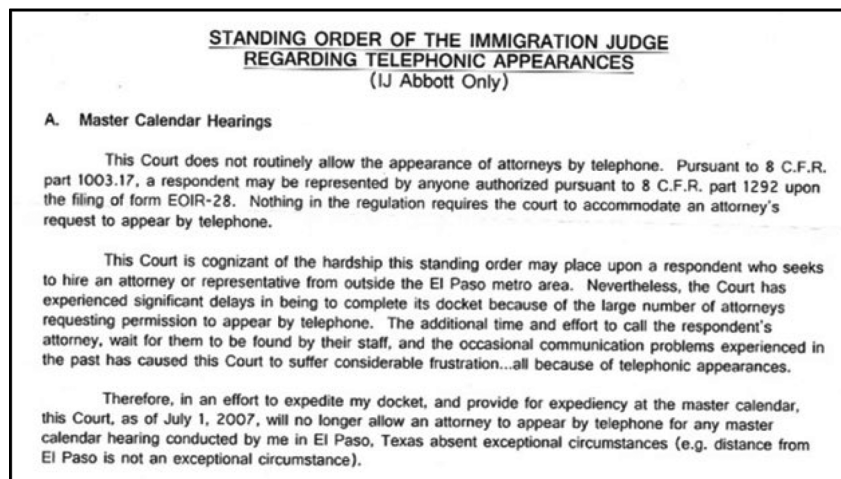 STANDING ORDER OF THE IMMIGRATION JUDGE
REGARDING TELEPHONIC APPEARANCES
(IJ Abbott Only)
A. Master Calendar Hearings
This Court does not routinely allow the appearance of attorneys by telephone. Pursuant to 8 C.F.R.
part 1003.17, a respondent may be represented by anyone authorized pursuant to 8 C.F.R. part 1292 upon
the filing of form EOIR-28. Nothing in the regulation requires the court to accommodate an attorney's
request to appear by telephone.
This Court is cognizant of the hardship this standing order may place upon a respondent who seeks
to hire an attorney or representative from outside the El Paso metro area. Nevertheless, the Court has
experienced significant delays in being to complete its docket because of the large number of attorneys
requesting permission to appear by telephone. The additional time and effort to call the respondent's
attorney, wait for them to be found by their staff, and the occasional communication problems experienced in
the past has caused this Court to suffer considerable frustration...all because of telephonic appearances.
Therefore, in an effort to expedite my docket, and provide for expediency at the master calendar,
this Court, as of July 1, 2007, will no longer allow an attorney to appear by telephone for any master
calendar hearing conducted by me in El Paso, Texas absent exceptional circumstances (e.g. distance from
El Paso is not an exceptional circumstance).